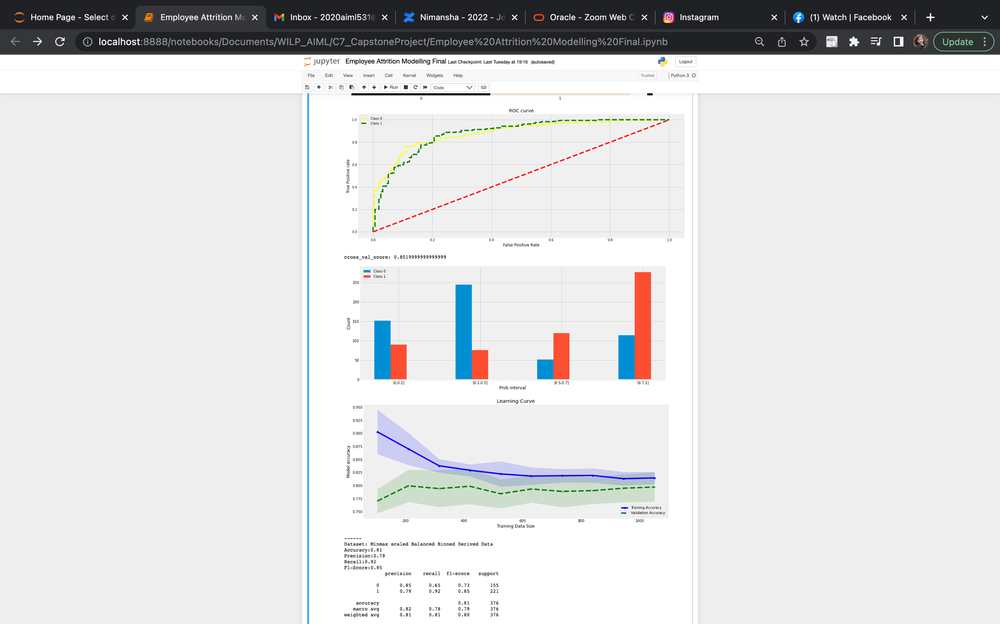 Home Page - Select o
Employee Attrition Mo
Inbox - 2020aiml531@
Nimansha - 2022 - Jo
Oracle - Zoom Web C
Instagram
(1) Watch | Facebook
localhost:8888/notebooks/Documents/WILP_AIML/C7_CapstoneProject/Employee%20Attrition%20Modelling%20Final.ipynb
Update
jupyter Employee Attrition Modelling Final Last Checkpoint: Last Tuesday at 19:16 (autosaved)
Logout
File Edit View Insert Cell Kernel Widgets Help
Trusted
Python 3
Run
Code
0 1
ROC curve
Class 0
Class 1
1.0
0.8
0.6
0.4
0.2
0.0
True Positive rate
0.0 0.2 0.4 0.6 0.8 1.0
False Positive Rate
cross_val_score: 0.8019999999999999
Class 0
Class 1
250
200
150
100
50
0
Count
(0,0.2] (0.2,0.5] (0.5,0.7] (0.7,1]
Prob Interval
Learning Curve
0.950
0.925
0.900
0.875
0.850
0.825
0.800
0.775
0.750
Model accuracy
Training Accuracy
Validation Accuracy
200 400 600 800 1000
Training Data Size
------
Dataset: Minmax scaled Balanced Binned Derived Data
Accuracy:0.81
Precision:0.79
Recall:0.92
F1-Score:0.85
precision recall f1-score support
0 0.85 0.65 0.73 155
1 0.79 0.92 0.85 221
accuracy 0.81 376
macro avg 0.82 0.78 0.79 376
weighted avg 0.81 0.81 0.80 376